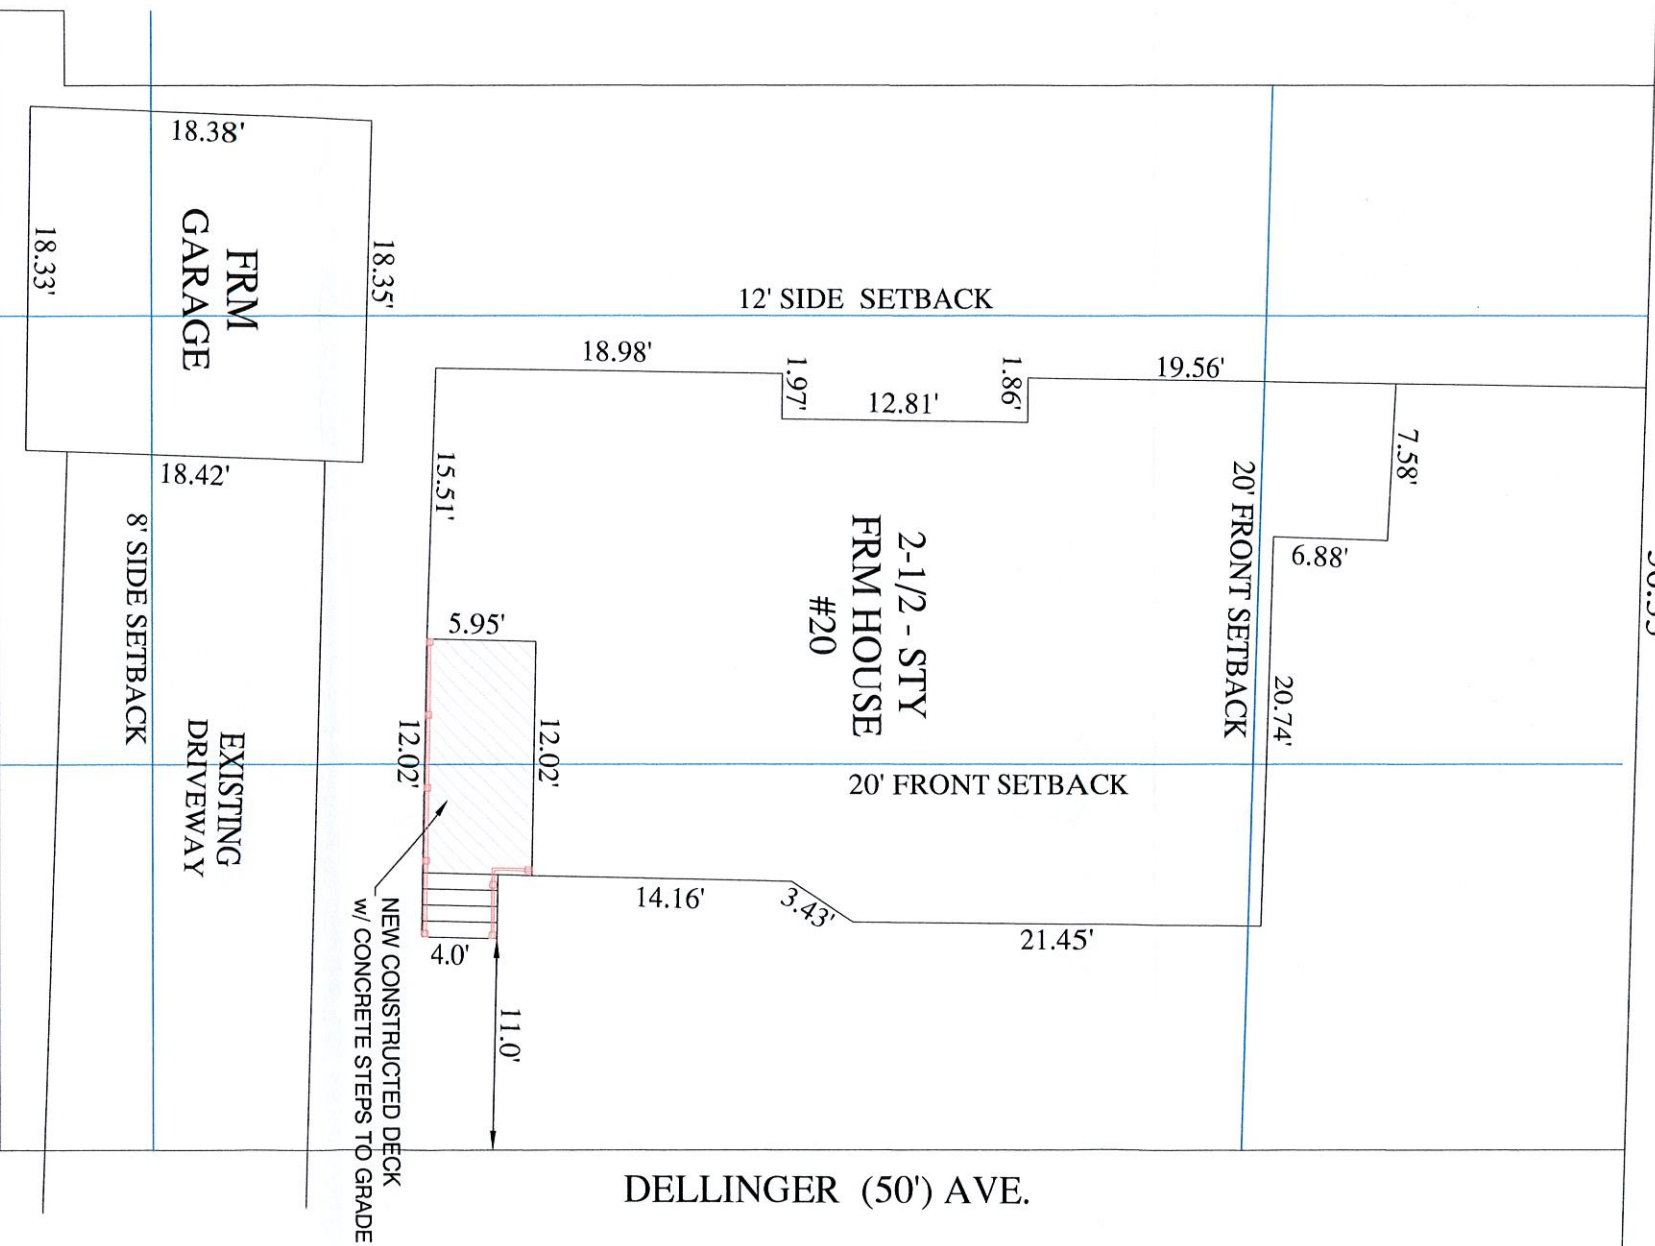 18.38'
FRM
GARAGE
18.35'
18.33'
18.42'
12' SIDE  SETBACK
18.98'
1.97'
12.81'
1.86'
19.56'
7.58'
6.88'
15.51'
2-1/2 - STY
FRM HOUSE
#20
20' FRONT SETBACK
20.74'
5.95'
12.02'
12.02'
20' FRONT SETBACK
8' SIDE SETBACK
EXISTING
DRIVEWAY
14.16'
3.43'
21.45'
4.0'
11.0'
NEW CONSTRUCTED DECK
w/ CONCRETE STEPS TO GRADE
DELLINGER  (50') AVE.